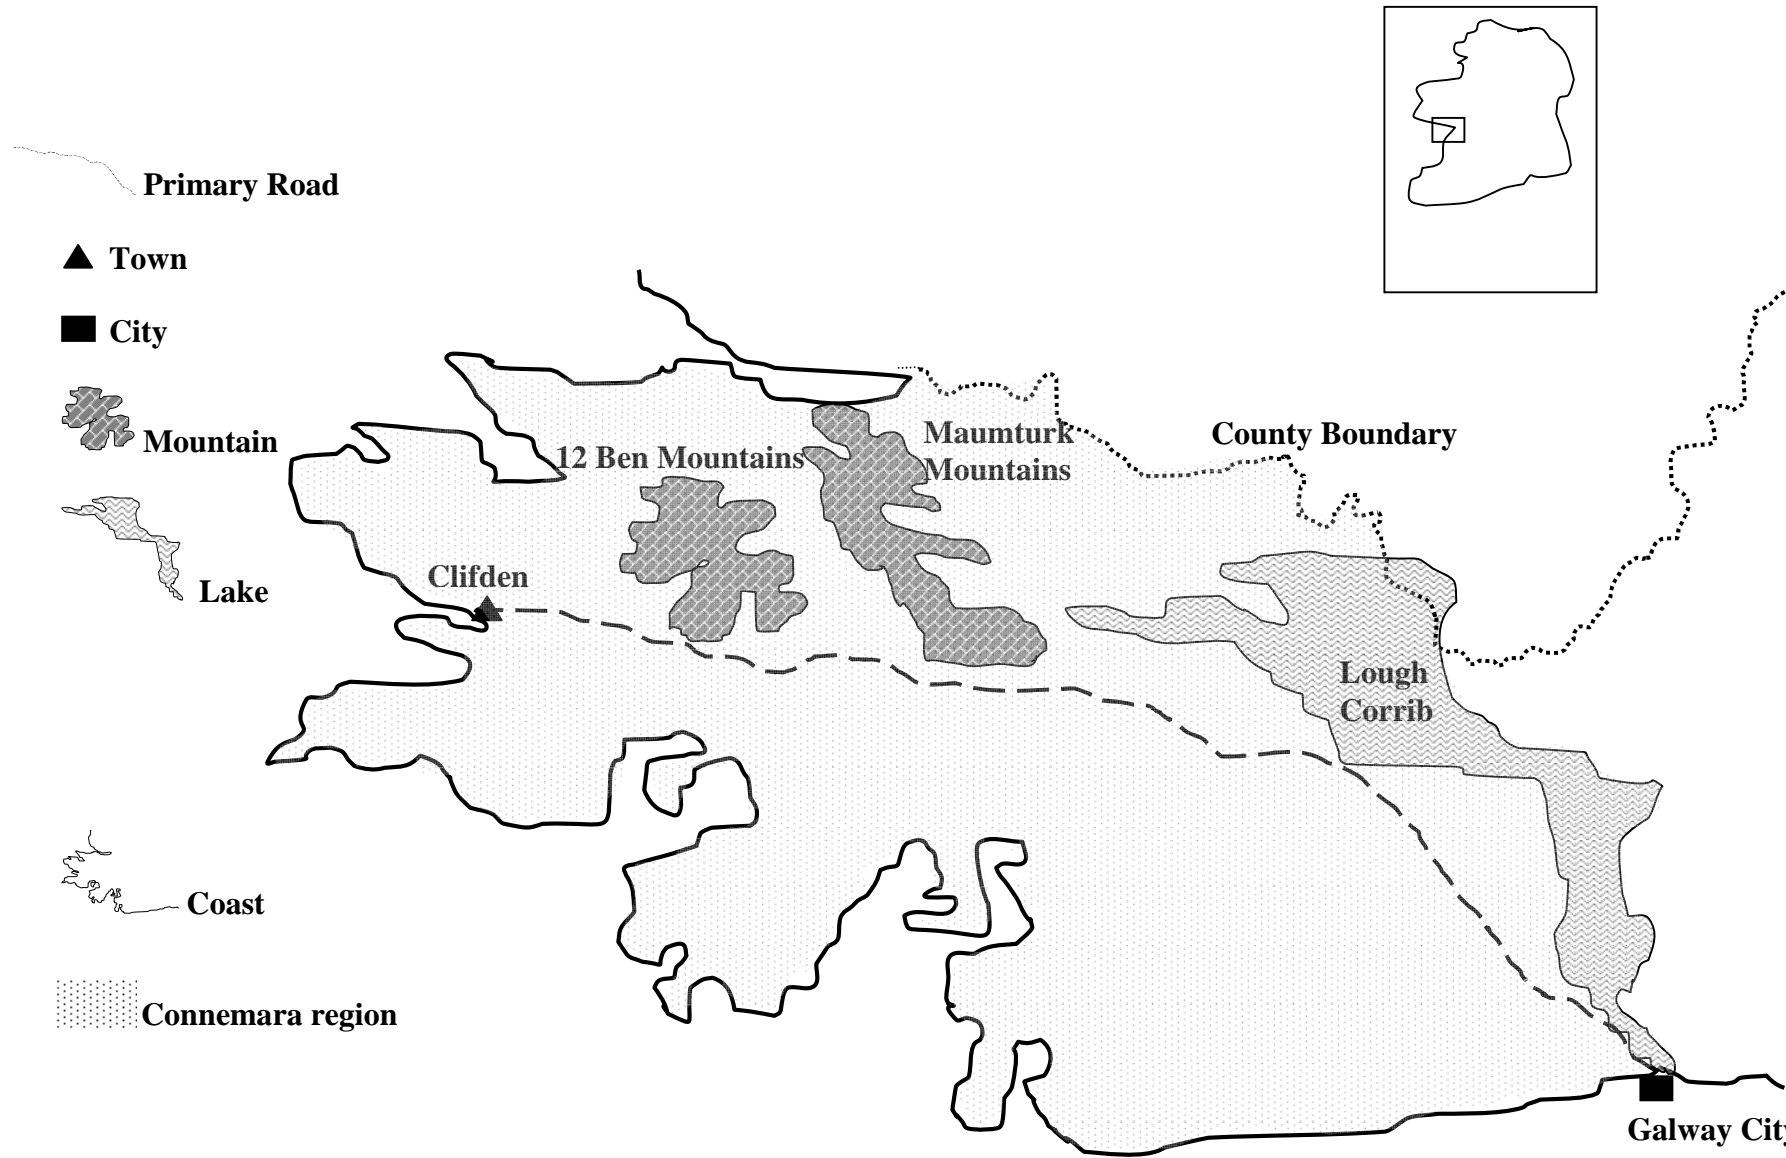 Primary Road
Town
City
Mountain
Lake
Coast
Connemara region
12 Ben Mountains
Maumturk
Mountains
County Boundary
Clifden
Lough
Corrib
Galway City